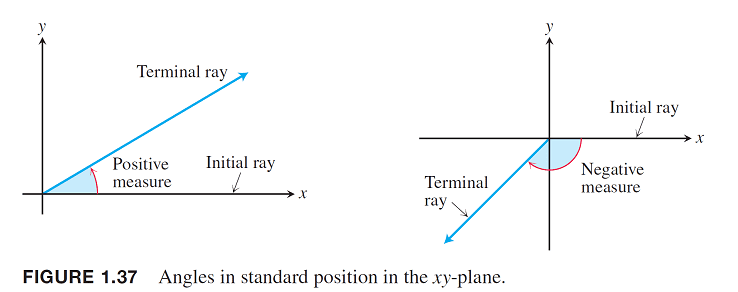 y
Terminal ray
Positive
measure
Initial ray
x
y
Initial ray
x
Terminal
ray
Negative
measure
FIGURE 1.37 Angles in standard position in the xy-plane.